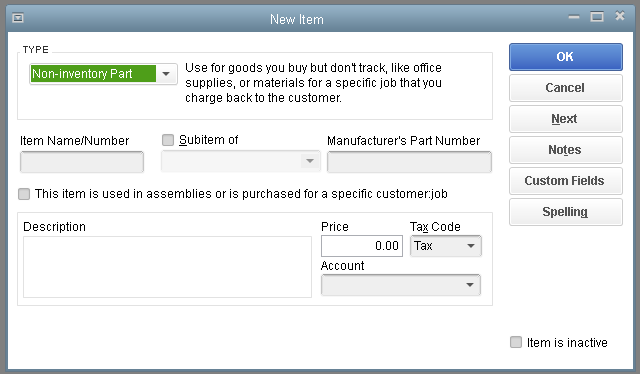 New Item
TYPE
Non-inventory Part
Use for goods you buy but don't track, like office
supplies, or materials for a specific job that you
charge back to the customer.
OK
Cancel
Next
Notes
Custom Fields
Spelling
Item Name/Number
Subitem of
Manufacturer's Part Number
This item is used in assemblies or is purchased for a specific customer:job
Description
Price
Tax Code
0.00
Tax
Account
Item is inactive